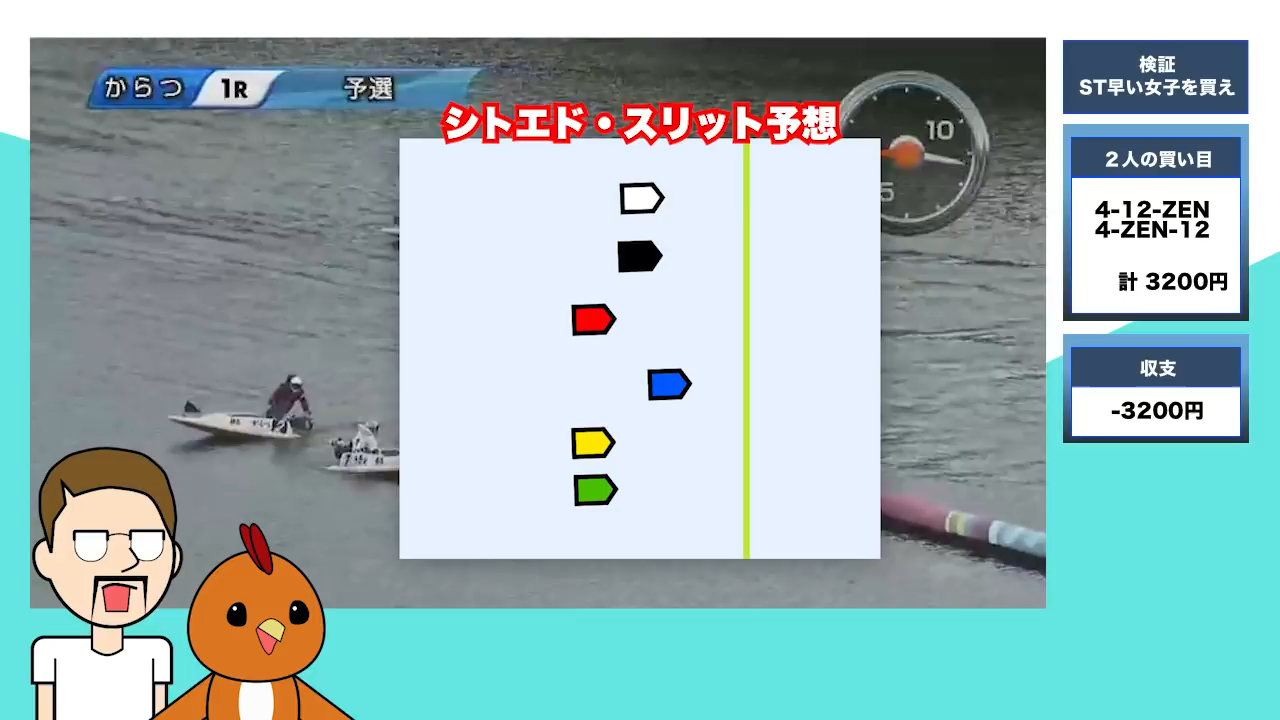 からつ 1R 予選
シトエド・スリット予想
10
5
検証
ST早い女子を買え
２人の買い目
4-12-ZEN
4-ZEN-12
計 3200円
収支
-3200円